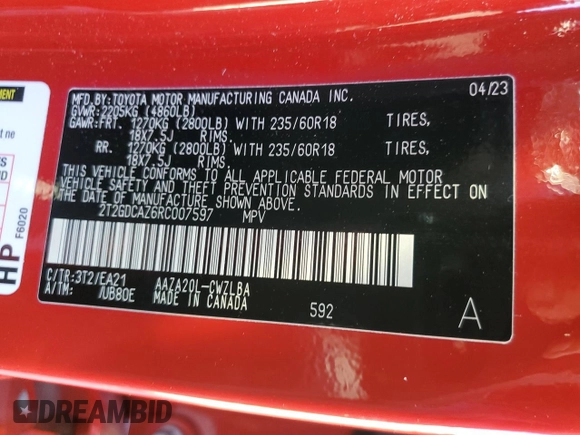 MFD.BY:TOYOTA MOTOR MANUFACTURING CANADA INC. 04/23
GVWR:2205KG (4860LB)
GAWR:FRT. 1270KG (2800LB) WITH 235/60R18 TIRES,
18X7.5J RIMS,
RR. 1270KG (2800LB) WITH 235/60R18 TIRES,
18X7.5J RIMS.
THIS VEHICLE CONFORMS TO ALL APPLICABLE FEDERAL MOTOR
VEHICLE SAFETY AND THEFT PREVENTION STANDARDS IN EFFECT ON
THE DATE OF MANUFACTURE SHOWN ABOVE.
2T2GDCAZ6RC007597 MPV
C/TR:3T2/EA21 AAZA20L-CWZLBA
A/TM: /UB80E MADE IN CANADA
592
A
HP
F6020
DREAMBID